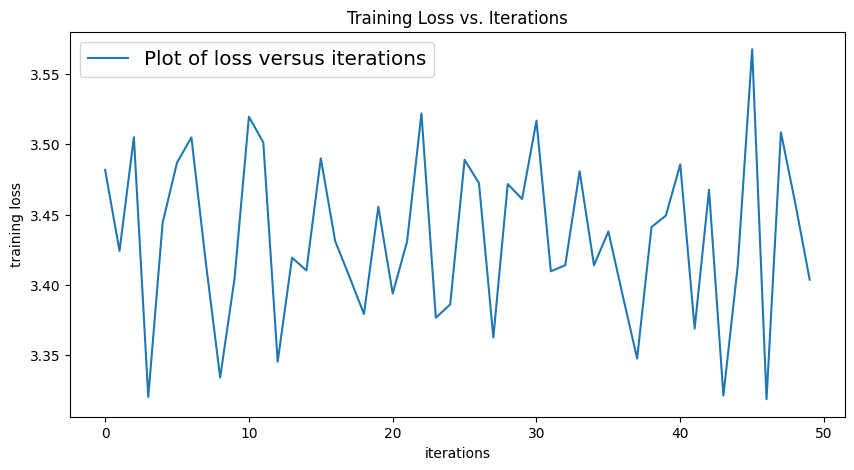 Training Loss vs. Iterations
Plot of loss versus iterations
training loss
3.55
3.50
3.45
3.40
3.35
0 10 20 30 40 50
iterations